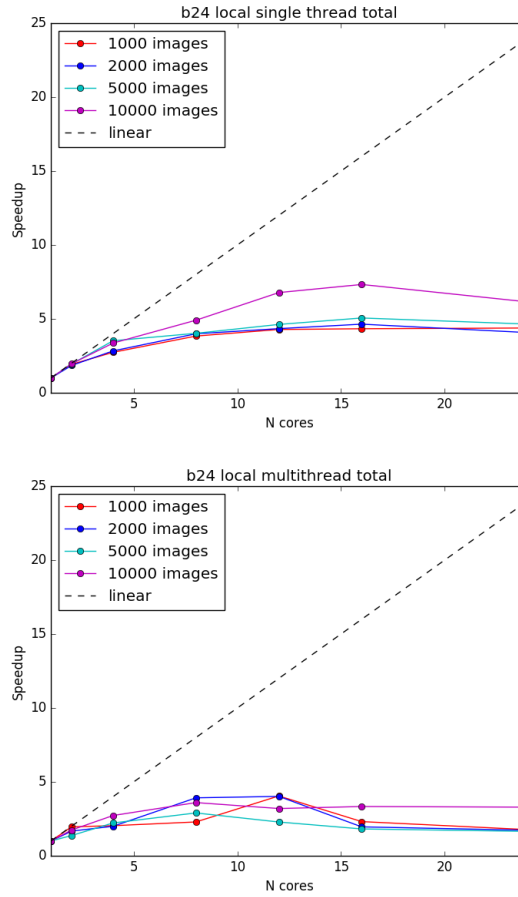 b24 local single thread total
25
20
15
10
5
0
Speedup
1000 images
2000 images
5000 images
10000 images
linear
5
10
15
20
N cores
b24 local multithread total
25
20
15
10
5
0
Speedup
1000 images
2000 images
5000 images
10000 images
linear
5
10
15
20
N cores